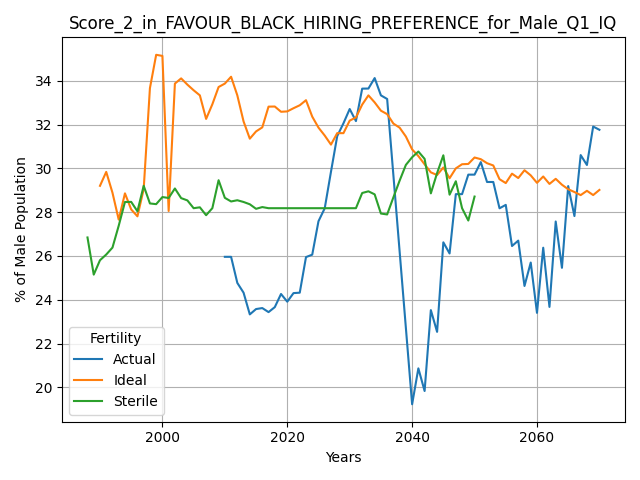 Score_2_in_FAVOUR_BLACK_HIRING_PREFERENCE_for_Male_Q1_IQ
% of Male Population
34
32
30
28
26
24
22
20
Fertility
Actual
Ideal
Sterile
2000 2020 2040 2060
Years